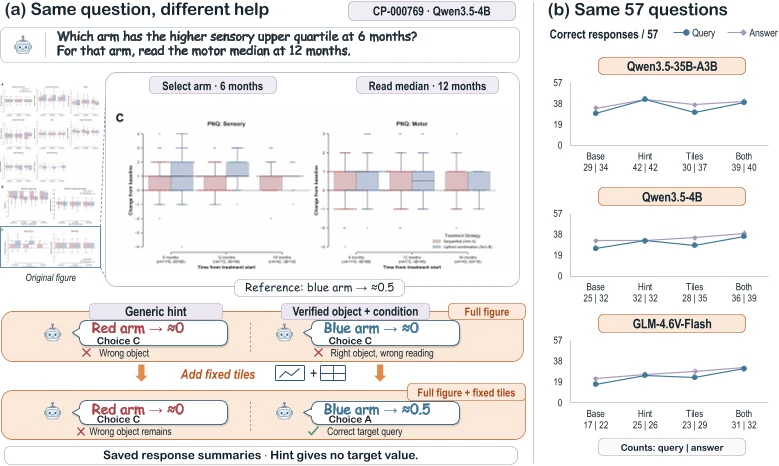 (a) Same question, different help
CP-000769 · Qwen3.5-4B
Which arm has the higher sensory upper quartile at 6 months?
For that arm, read the motor median at 12 months.
Select arm · 6 months
Read median · 12 months
C
PNQ: Sensory
PNQ: Motor
Change from baseline
Change from baseline
Treatment Strategy
Time from treatment start
Time from treatment start
Original figure
Reference: blue arm → ≈0.5
Generic hint
Verified object + condition
Full figure
Red arm → ≈0
Choice C
Wrong object
Blue arm → ≈0
Choice C
Right object, wrong reading
Add fixed tiles
+
Full figure + fixed tiles
Red arm → ≈0
Choice C
Wrong object remains
Blue arm → ≈0.5
Choice A
Correct target query
Saved response summaries · Hint gives no target value.
(b) Same 57 questions
Correct responses / 57
Query
Answer
Qwen3.5-35B-A3B
57
38
19
0
Base Hint Tiles Both
29 | 34 42 | 42 30 | 37 39 | 40
Qwen3.5-4B
57
38
19
0
Base Hint Tiles Both
25 | 32 32 | 32 28 | 35 36 | 39
GLM-4.6V-Flash
57
38
19
0
Base Hint Tiles Both
17 | 22 25 | 26 23 | 29 31 | 32
Counts: query | answer